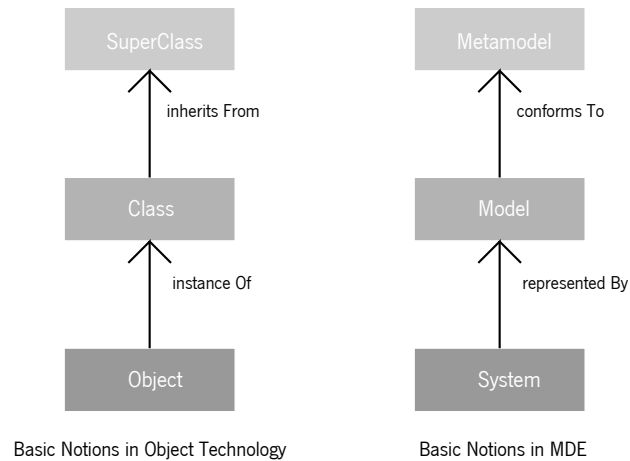 SuperClass
inherits From
Class
instance Of
Object
Basic Notions in Object Technology
Metamodel
conforms To
Model
represented By
System
Basic Notions in MDE